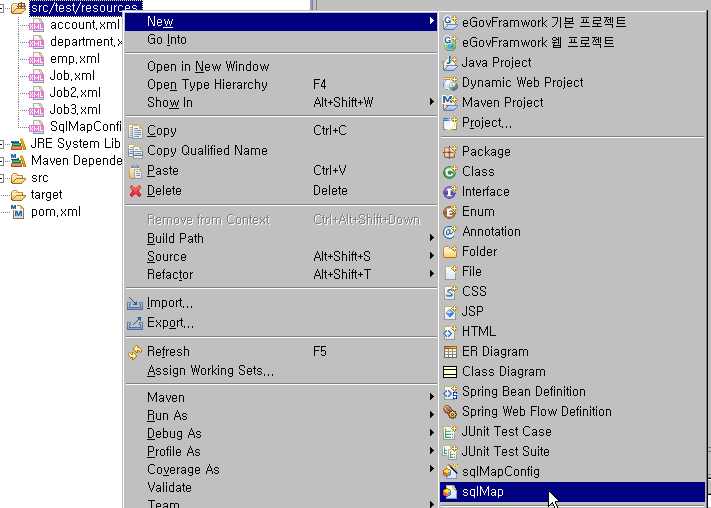 src/test/resources
account.xml
department.x
emp.xml
Job.xml
Job2.xml
Job3.xml
SqlMapConfi
JRE System Lib
Maven Depende
src
target
pom.xml
New
Go Into
Open in New Window
Open Type Hierarchy F4
Show In Alt+Shift+W
Copy Ctrl+C
Copy Qualified Name
Paste Ctrl+V
Delete Delete
Remove from Context Ctrl+Alt+Shift+Down
Build Path
Source Alt+Shift+S
Refactor Alt+Shift+T
Import...
Export...
Refresh F5
Assign Working Sets...
Maven
Run As
Debug As
Profile As
Coverage As
Validate
Team
eGovFramwork 기본 프로젝트
eGovFramwork 웹 프로젝트
Java Project
Dynamic Web Project
Maven Project
Project...
Package
Class
Interface
Enum
Annotation
Folder
File
CSS
JSP
HTML
ER Diagram
Class Diagram
Spring Bean Definition
Spring Web Flow Definition
JUnit Test Case
JUnit Test Suite
sqlMapConfig
sqlMap